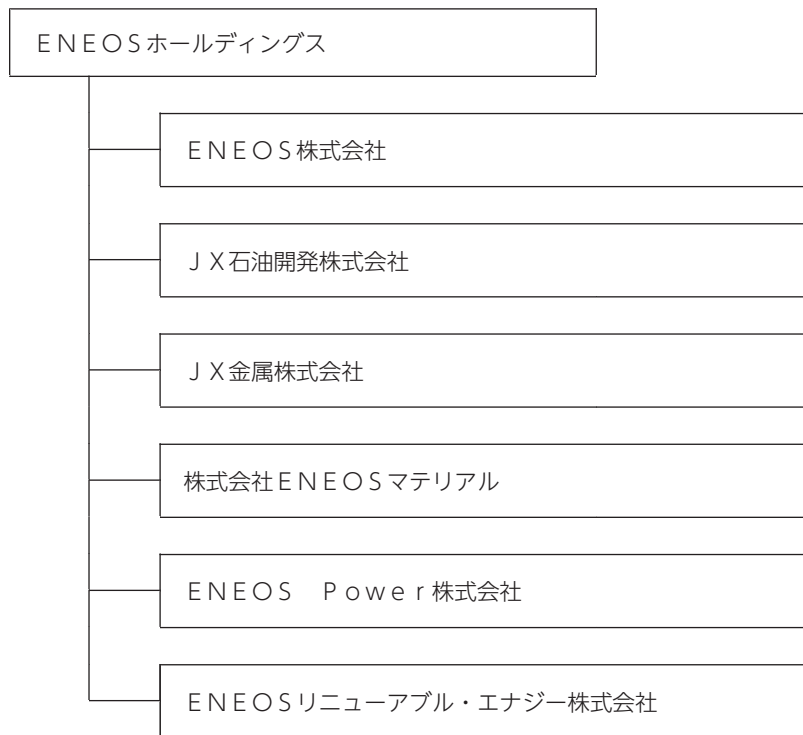 ＥＮＥＯＳホールディングス
ＥＮＥＯＳ株式会社
ＪＸ石油開発株式会社
ＪＸ金属株式会社
株式会社ＥＮＥＯＳマテリアル
ＥＮＥＯＳ　Ｐｏｗｅｒ株式会社
ＥＮＥＯＳリニューアブル・エナジー株式会社